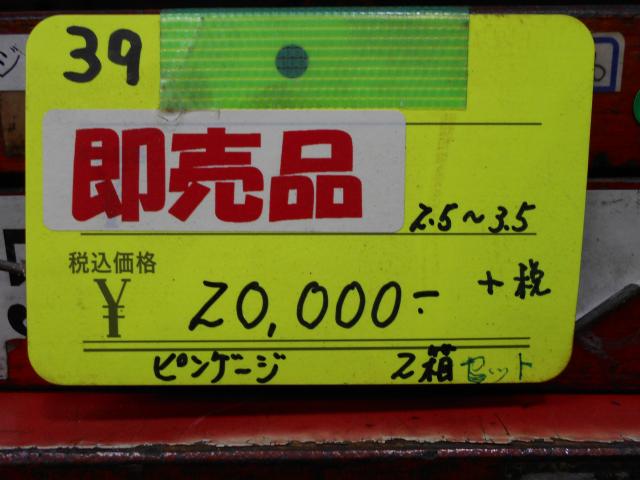 39
即売品
2.5～3.5
税込価格
¥ 20,000.- +税
ピンゲージ 2箱セット